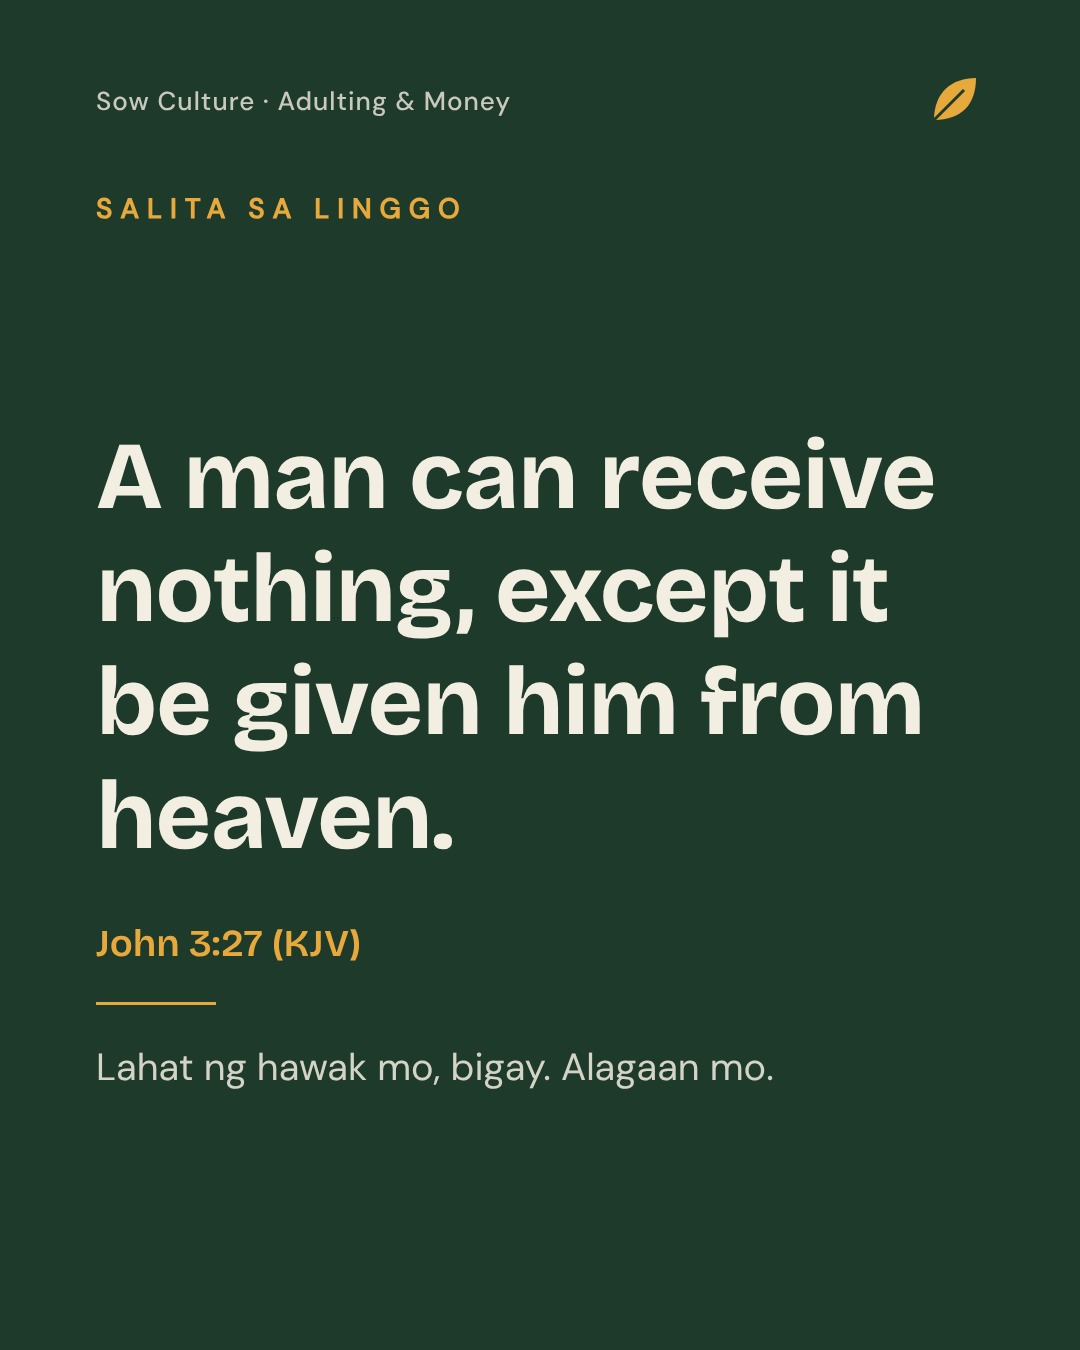 Sow Culture · Adulting & Money
SALITA SA LINGGO
A man can receive
nothing, except it
be given him from
heaven.
John 3:27 (KJV)
Lahat ng hawak mo, bigay. Alagaan mo.